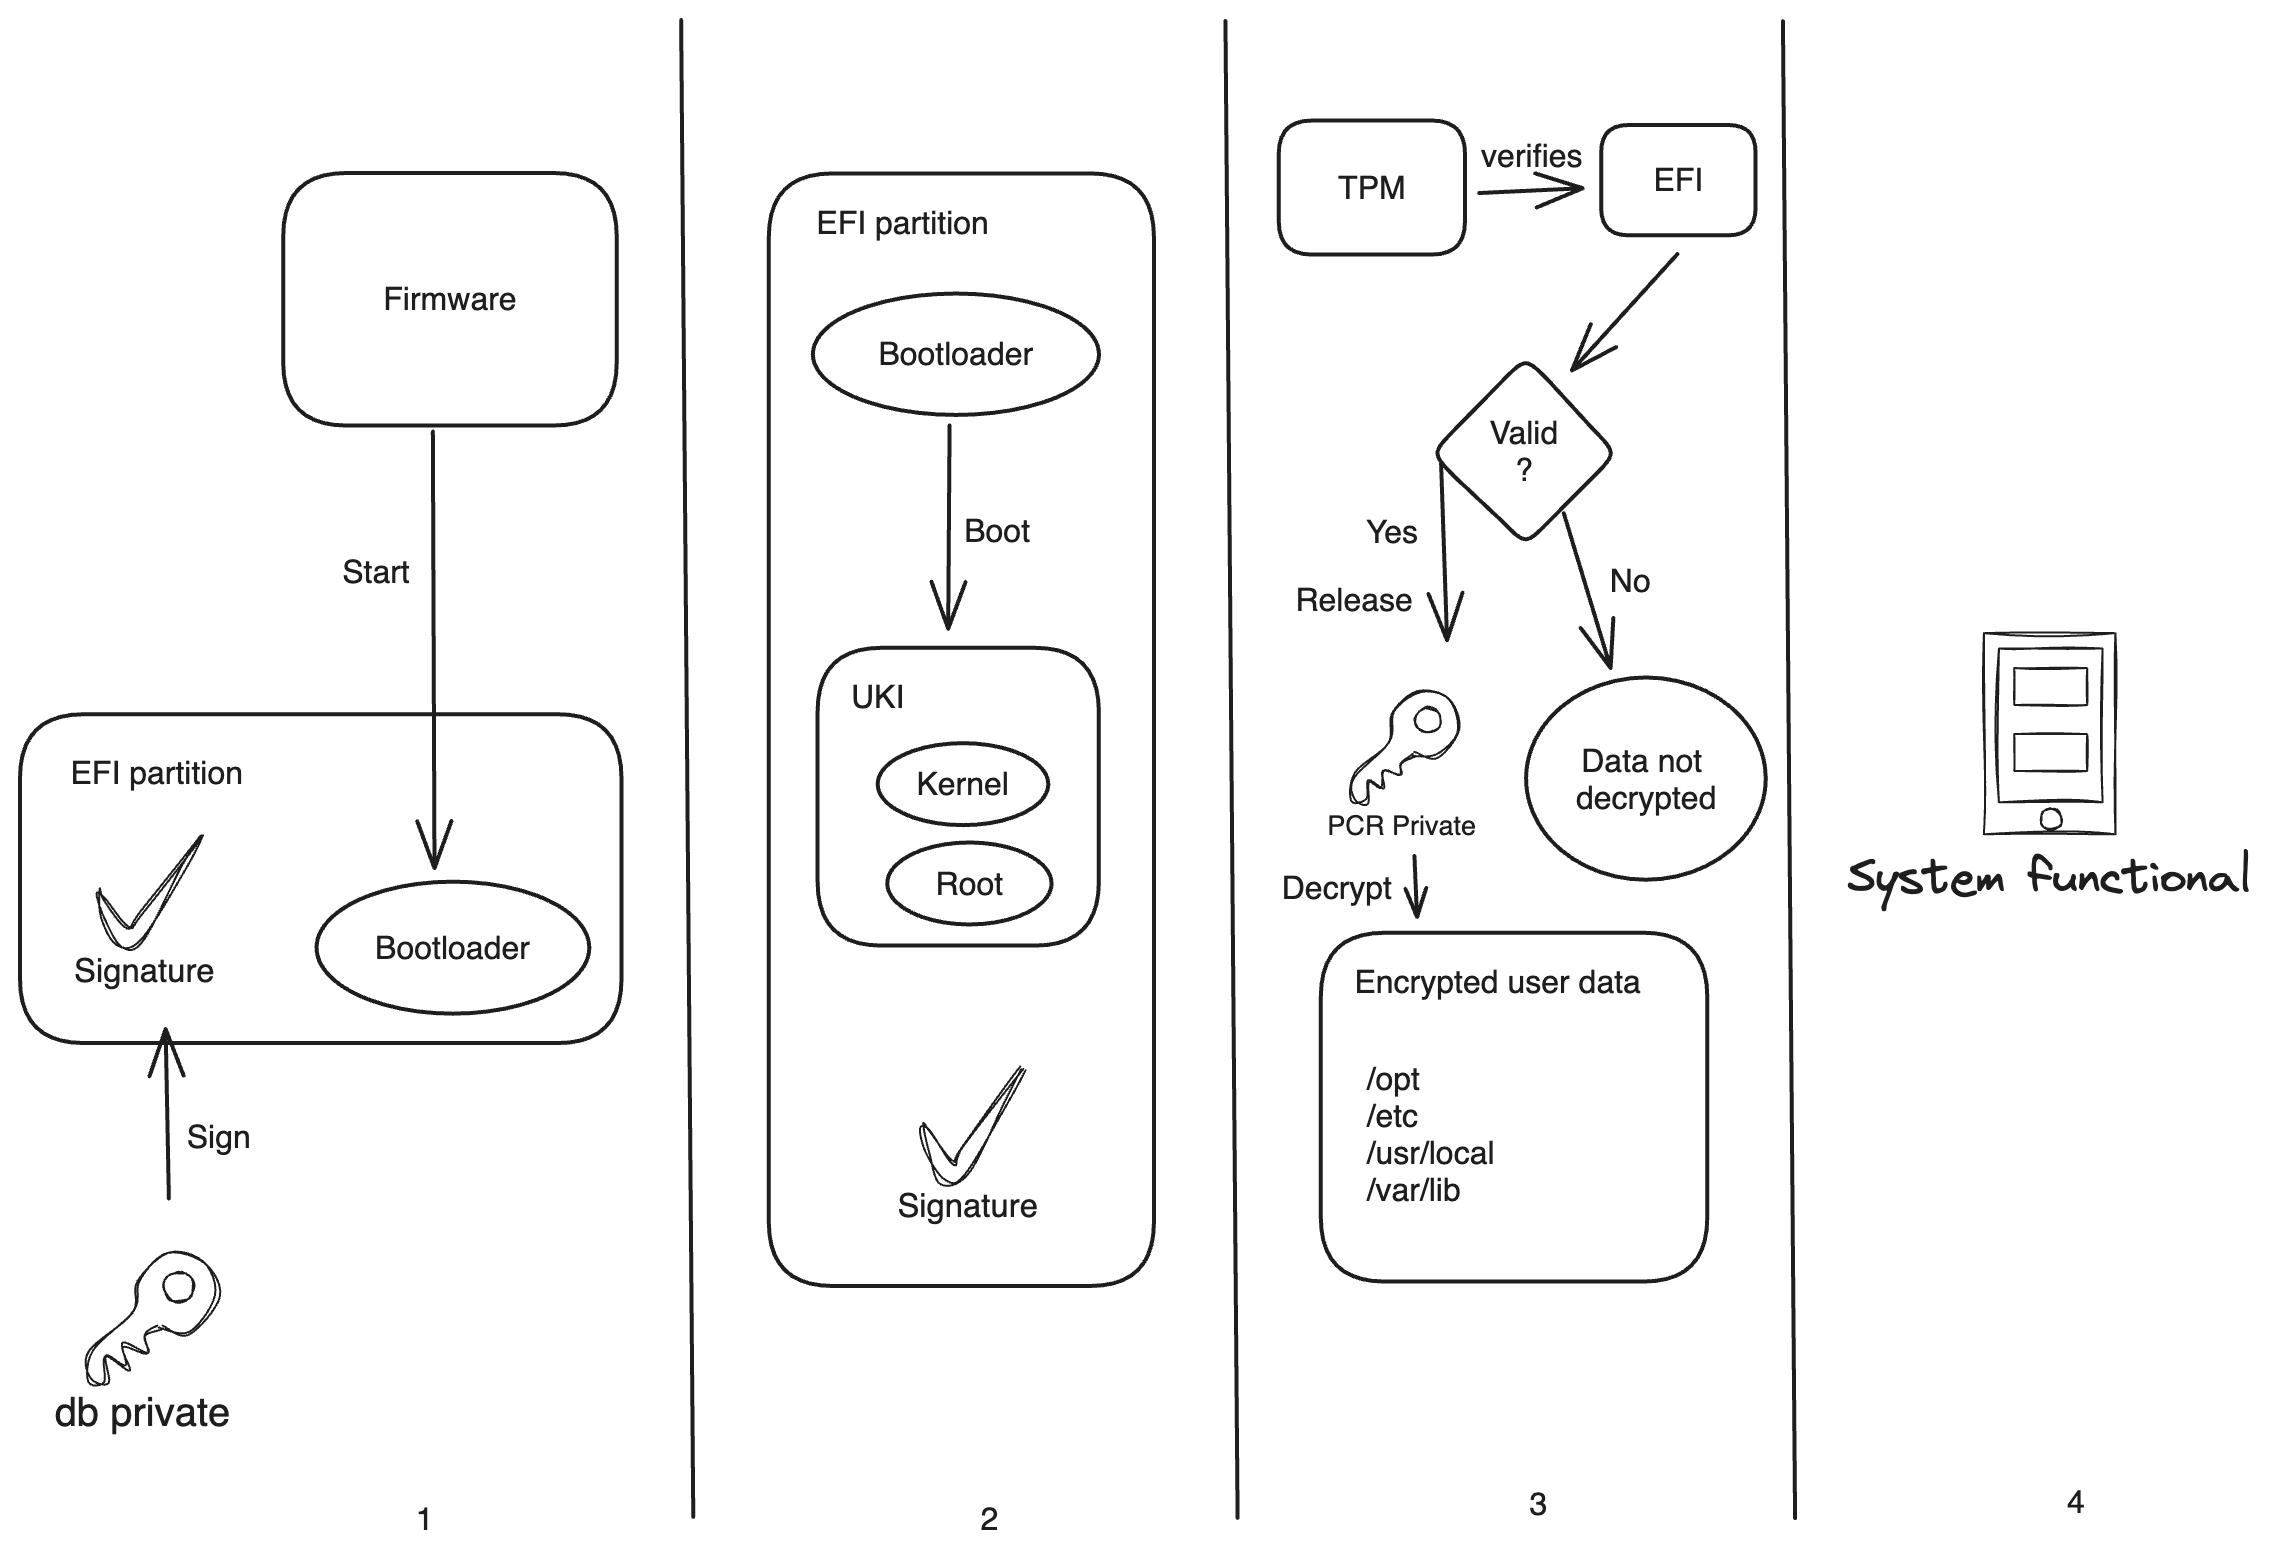 Firmware
Start
EFI partition
Signature
Bootloader
Sign
db private
1
EFI partition
Bootloader
Boot
UKI
Kernel
Root
Signature
2
TPM
verifies
EFI
Valid
?
Yes
Release
No
PCR Private
Data not
decrypted
Decrypt
Encrypted user data
/opt
/etc
/usr/local
/var/lib
3
System functional
4